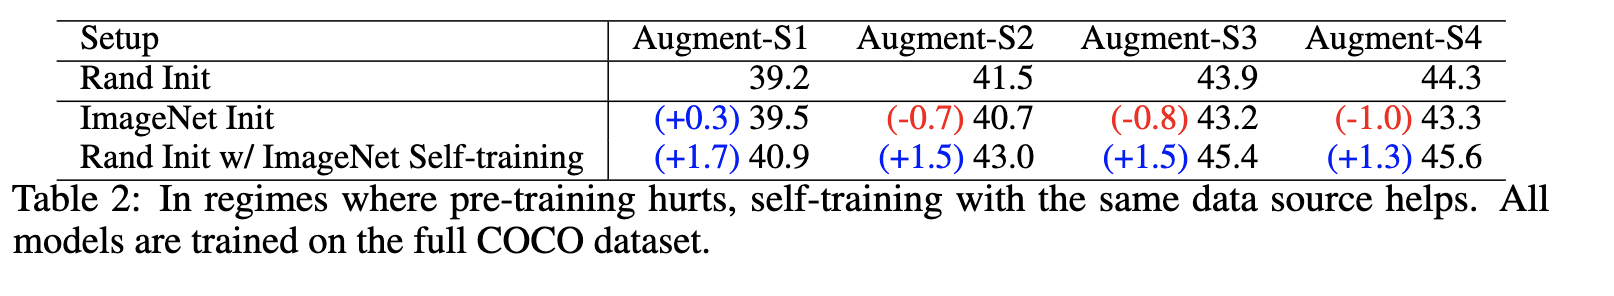 Setup Augment-S1 Augment-S2 Augment-S3 Augment-S4
Rand Init 39.2 41.5 43.9 44.3
ImageNet Init (+0.3) 39.5 (-0.7) 40.7 (-0.8) 43.2 (-1.0) 43.3
Rand Init w/ ImageNet Self-training (+1.7) 40.9 (+1.5) 43.0 (+1.5) 45.4 (+1.3) 45.6
Table 2: In regimes where pre-training hurts, self-training with the same data source helps. All
models are trained on the full COCO dataset.